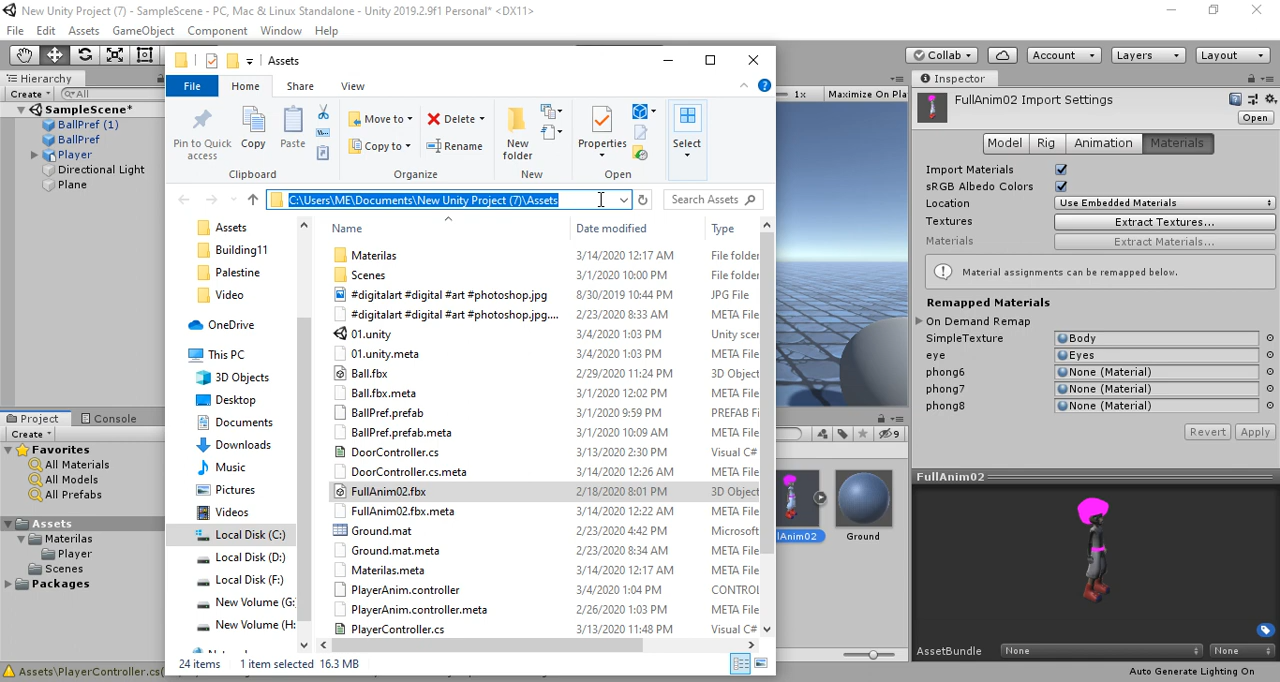 New Unity Project (7) - SampleScene - PC, Mac & Linux Standalone - Unity 2019.2.9f1 Personal* <DX11>
File Edit Assets GameObject Component Window Help
Collab Account Layers Layout
Hierarchy
Create All
SampleScene*
BallPref (1)
BallPref
Player
Directional Light
Plane
Project Console
Create
Favorites
All Materials
All Models
All Prefabs
Assets
Materilas
Player
Scenes
Packages
Assets\PlayerController.cs(
Assets
File Home Share View
Pin to Quick access Copy Paste
Move to Copy to Delete Rename
New folder Properties Select
Clipboard Organize New Open
C:\Users\ME\Documents\New Unity Project (7)\Assets
Search Assets
Assets
Building11
Palestine
Video
OneDrive
This PC
3D Objects
Desktop
Documents
Downloads
Music
Pictures
Videos
Local Disk (C:)
Local Disk (D:)
Local Disk (F:)
New Volume (G:
New Volume (H:
Name Date modified Type
Materilas 3/14/2020 12:17 AM File folder
Scenes 3/1/2020 10:00 PM File folder
#digitalart #digital #art #photoshop.jpg 8/30/2019 10:44 PM JPG File
#digitalart #digital #art #photoshop.jpg.... 2/23/2020 8:33 AM META File
01.unity 3/4/2020 1:03 PM Unity scen
01.unity.meta 3/4/2020 1:03 PM META File
Ball.fbx 2/29/2020 11:24 PM 3D Object
Ball.fbx.meta 3/1/2020 12:02 PM META File
BallPref.prefab 3/1/2020 9:59 PM PREFAB Fi
BallPref.prefab.meta 3/1/2020 10:09 AM META File
DoorController.cs 3/13/2020 2:30 PM Visual C#
DoorController.cs.meta 3/14/2020 12:26 AM META File
FullAnim02.fbx 2/18/2020 8:01 PM 3D Object
FullAnim02.fbx.meta 3/14/2020 12:22 AM META File
Ground.mat 2/23/2020 4:42 PM Microsoft
Ground.mat.meta 2/23/2020 8:34 AM META File
Materilas.meta 3/14/2020 12:17 AM META File
PlayerAnim.controller 3/4/2020 1:04 PM CONTRO
PlayerAnim.controller.meta 2/26/2020 1:03 PM META File
PlayerController.cs 3/13/2020 11:48 PM Visual C#
24 items 1 item selected 16.3 MB
1x Maximize On Pla
9
lAnim02 Ground
Inspector
FullAnim02 Import Settings
Open
Model Rig Animation Materials
Import Materials
sRGB Albedo Colors
Location Use Embedded Materials
Textures Extract Textures...
Materials Extract Materials...
Material assignments can be remapped below.
Remapped Materials
On Demand Remap
SimpleTexture Body
eye Eyes
phong6 None (Material)
phong7 None (Material)
phong8 None (Material)
Revert Apply
FullAnim02
AssetBundle None None
Auto Generate Lighting On